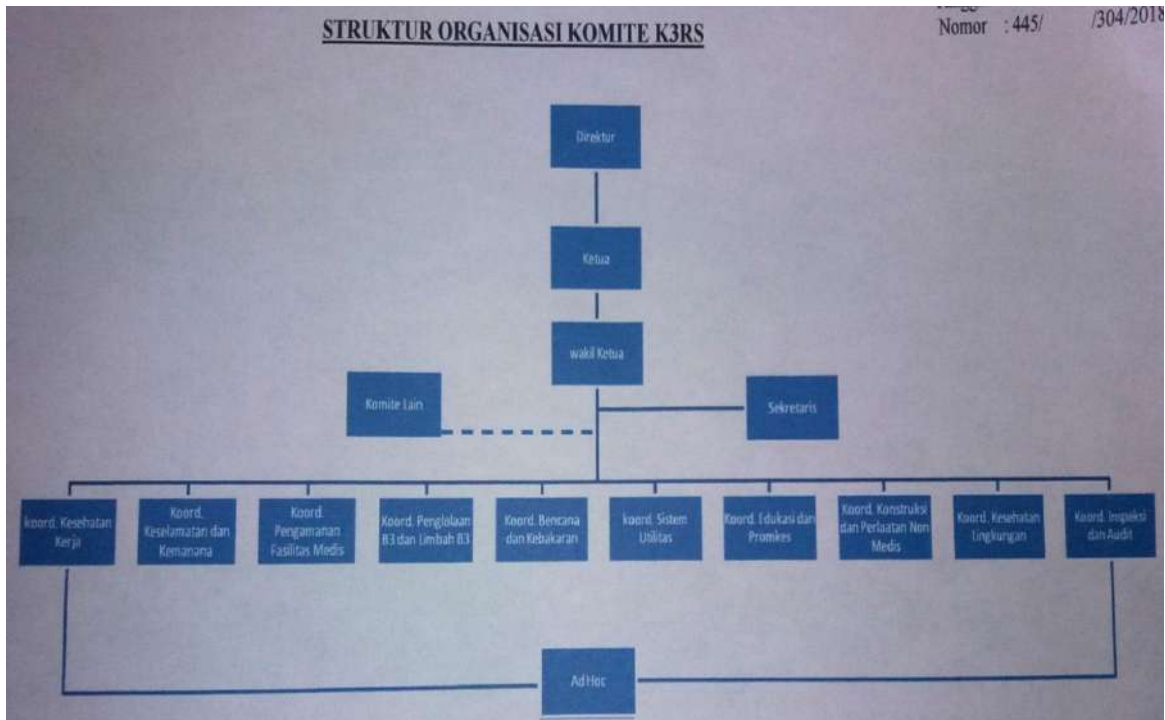 STRUKTUR ORGANISASI KOMITE K3RS
Nomor : 445/ /304/2018
Direktur
Ketua
wakil Ketua
Komite Lain
Sekretaris
koord. Kesehatan
Kerja
Koord.
Keselamatan dan
Kemanana
Koord.
Pengamanan
Fasilitas Medis
Koord. Penglolaan
B3 dan Limbah B3
Koord. Bencana
dan Kebakaran
koord. Sistem
Utilitas
Koord. Edukasi dan
Promkes
Koord. Konstruksi
dan Perlaatan Non
Medis
Koord. Kesehatan
Lingkungan
Koord. Inspeksi
dan Audit
Ad Hoc